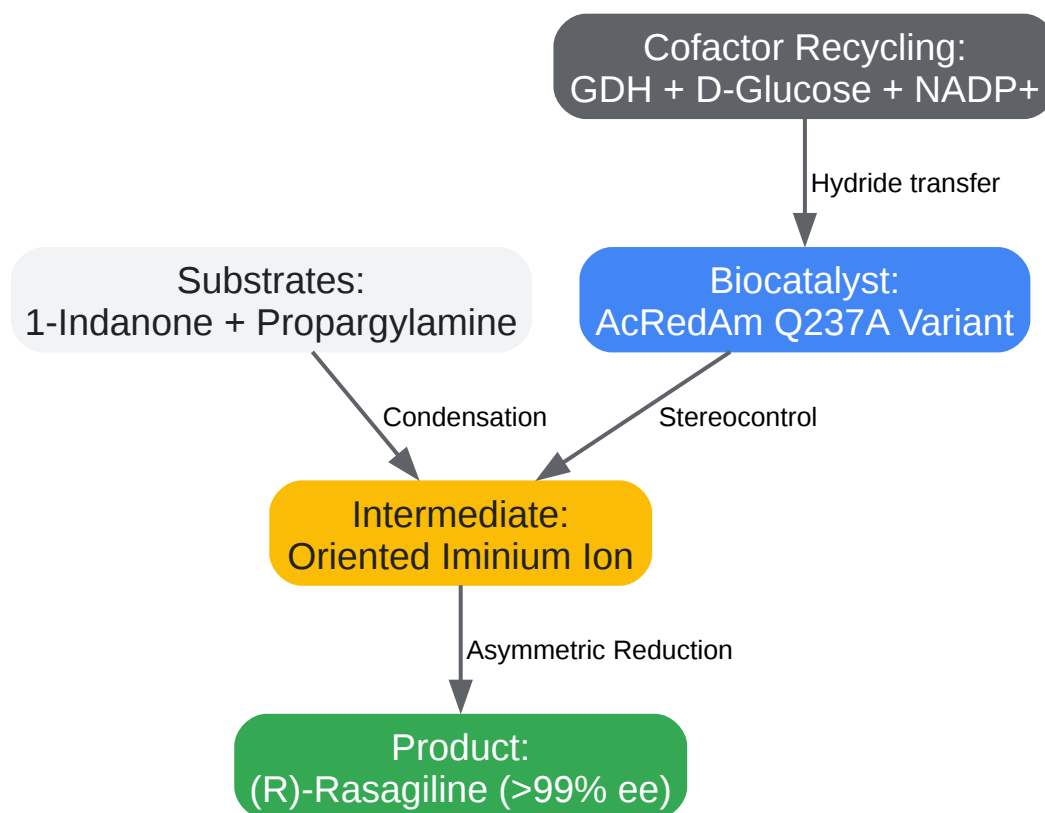 Cofactor Recycling:
GDH + D-Glucose + NADP+
Hydride transfer
Substrates:
1-Indanone + Propargylamine
Biocatalyst:
AcRedAm Q237A Variant
Condensation
Stereocontrol
Intermediate:
Oriented Iminium Ion
Asymmetric Reduction
Product:
(R)-Rasagiline (>99% ee)